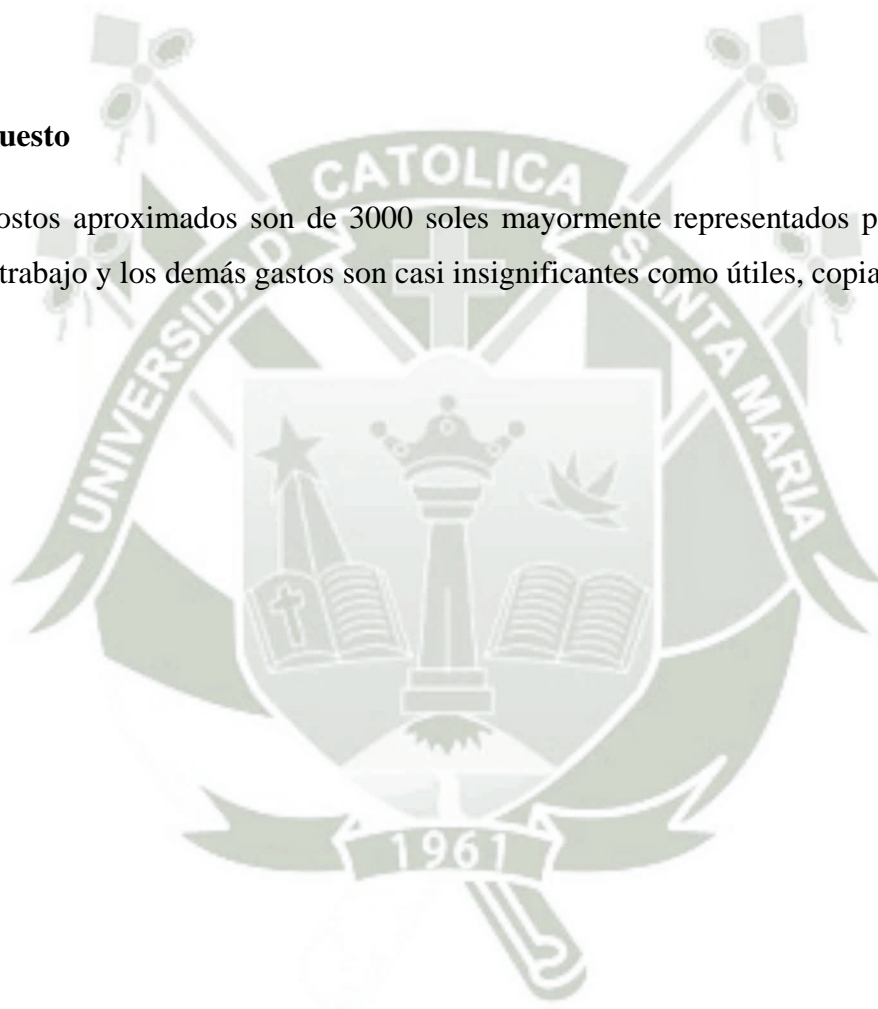 uesto
ostos aproximados son de 3000 soles mayormente representados p
trabajo y los demás gastos son casi insignificantes como útiles, copia
UNIVERSIDAD CATOLICA SANTA MARIA
1961